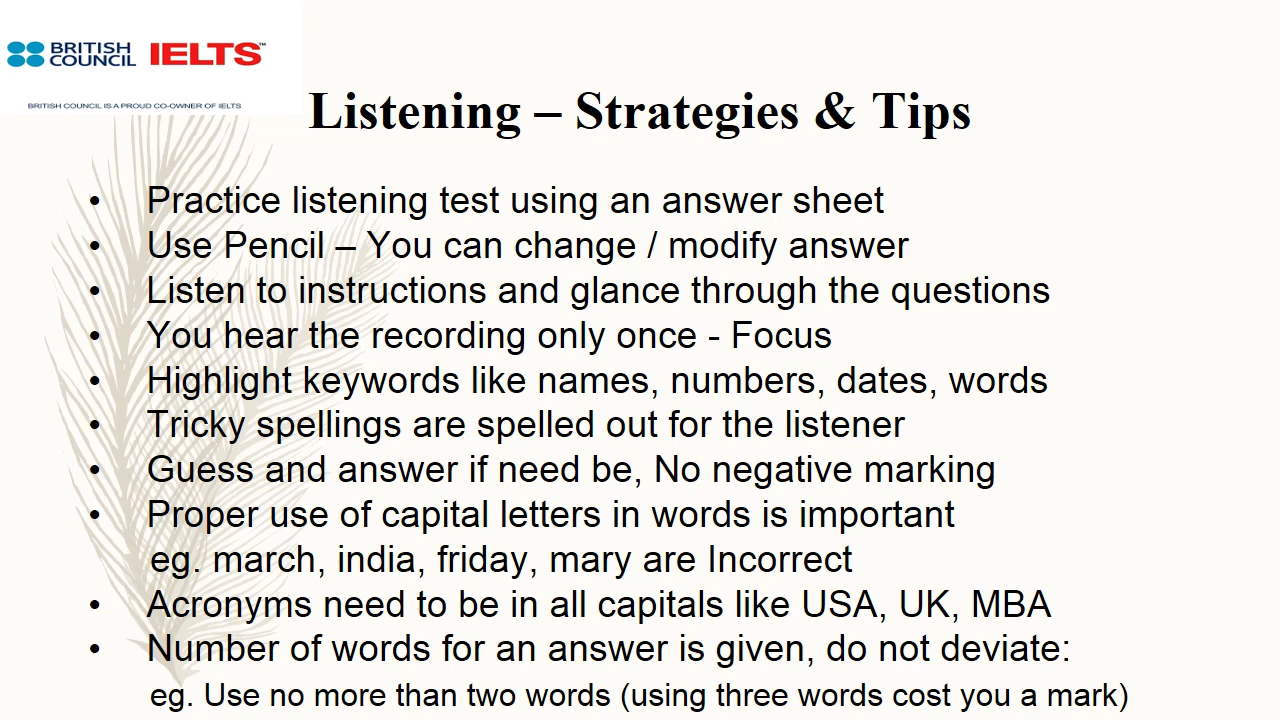 BRITISH
COUNCIL
IELTS™
BRITISH COUNCIL IS A PROUD CO-OWNER OF IELTS
Listening – Strategies & Tips
• Practice listening test using an answer sheet
• Use Pencil – You can change / modify answer
• Listen to instructions and glance through the questions
• You hear the recording only once - Focus
• Highlight keywords like names, numbers, dates, words
• Tricky spellings are spelled out for the listener
• Guess and answer if need be, No negative marking
• Proper use of capital letters in words is important
eg. march, india, friday, mary are Incorrect
• Acronyms need to be in all capitals like USA, UK, MBA
• Number of words for an answer is given, do not deviate:
eg. Use no more than two words (using three words cost you a mark)